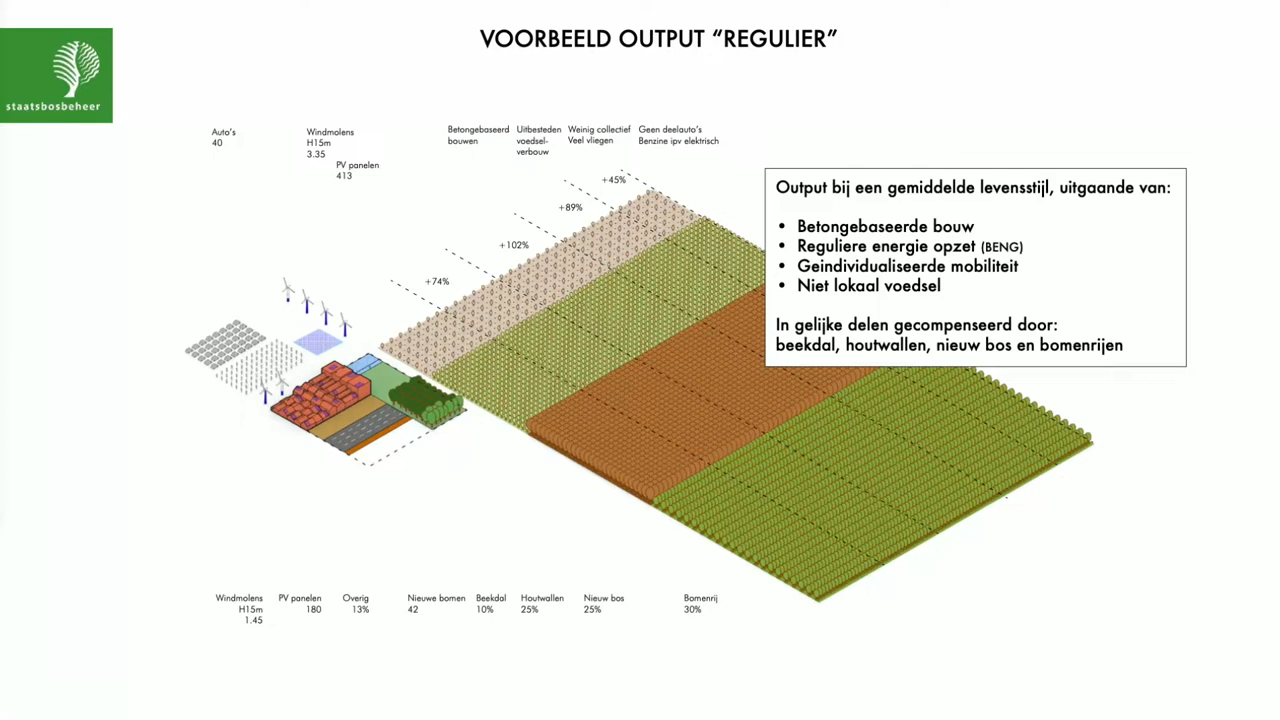 VOORBEELD OUTPUT “REGULIER”
staatsbosbeheer
Auto's
40
Windmolens
H15m
3.35
PV panelen
413
Betongebaseerd
bouwen
Uitbesteden
voedsel-
verbouw
Weinig collectief
Veel vliegen
Geen deelauto's
Benzine ipv elektrisch
+45%
+89%
+102%
+74%
Output bij een gemiddelde levensstijl, uitgaande van:
• Betongebaseerde bouw
• Reguliere energie opzet (BENG)
• Geindividualiseerde mobiliteit
• Niet lokaal voedsel
In gelijke delen gecompenseerd door:
beekdal, houtwallen, nieuw bos en bomenrijen
Windmolens
H15m
1.45
PV panelen
180
Overig
13%
Nieuwe bomen
42
Beekdal
10%
Houtwallen
25%
Nieuw bos
25%
Bomenrij
30%